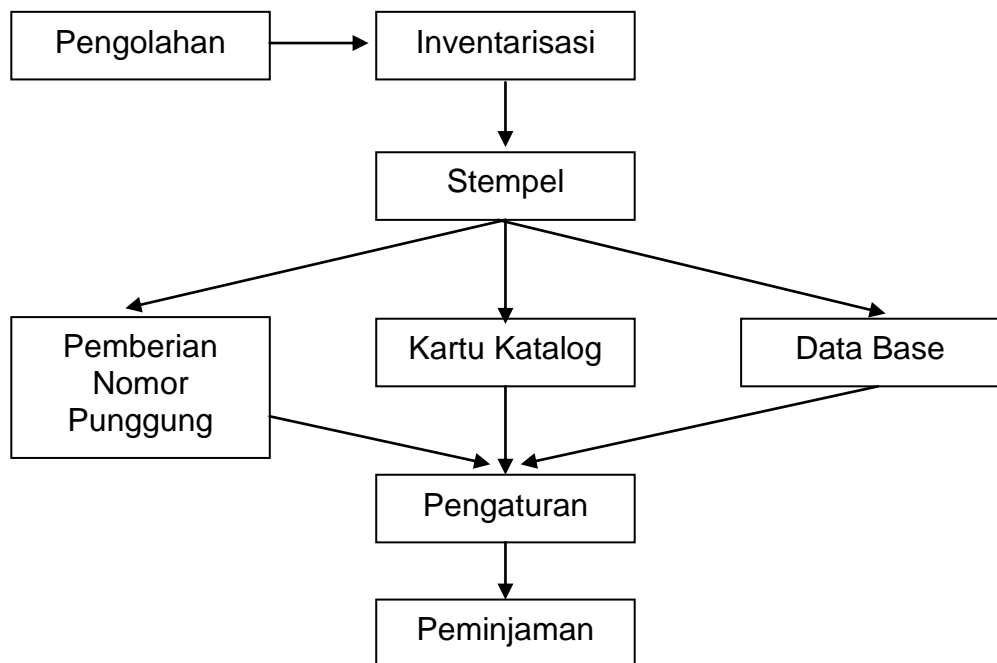 Pengolahan
Inventarisasi
Stempel
Pemberian
Nomor
Punggung
Kartu Katalog
Data Base
Pengaturan
Peminjaman